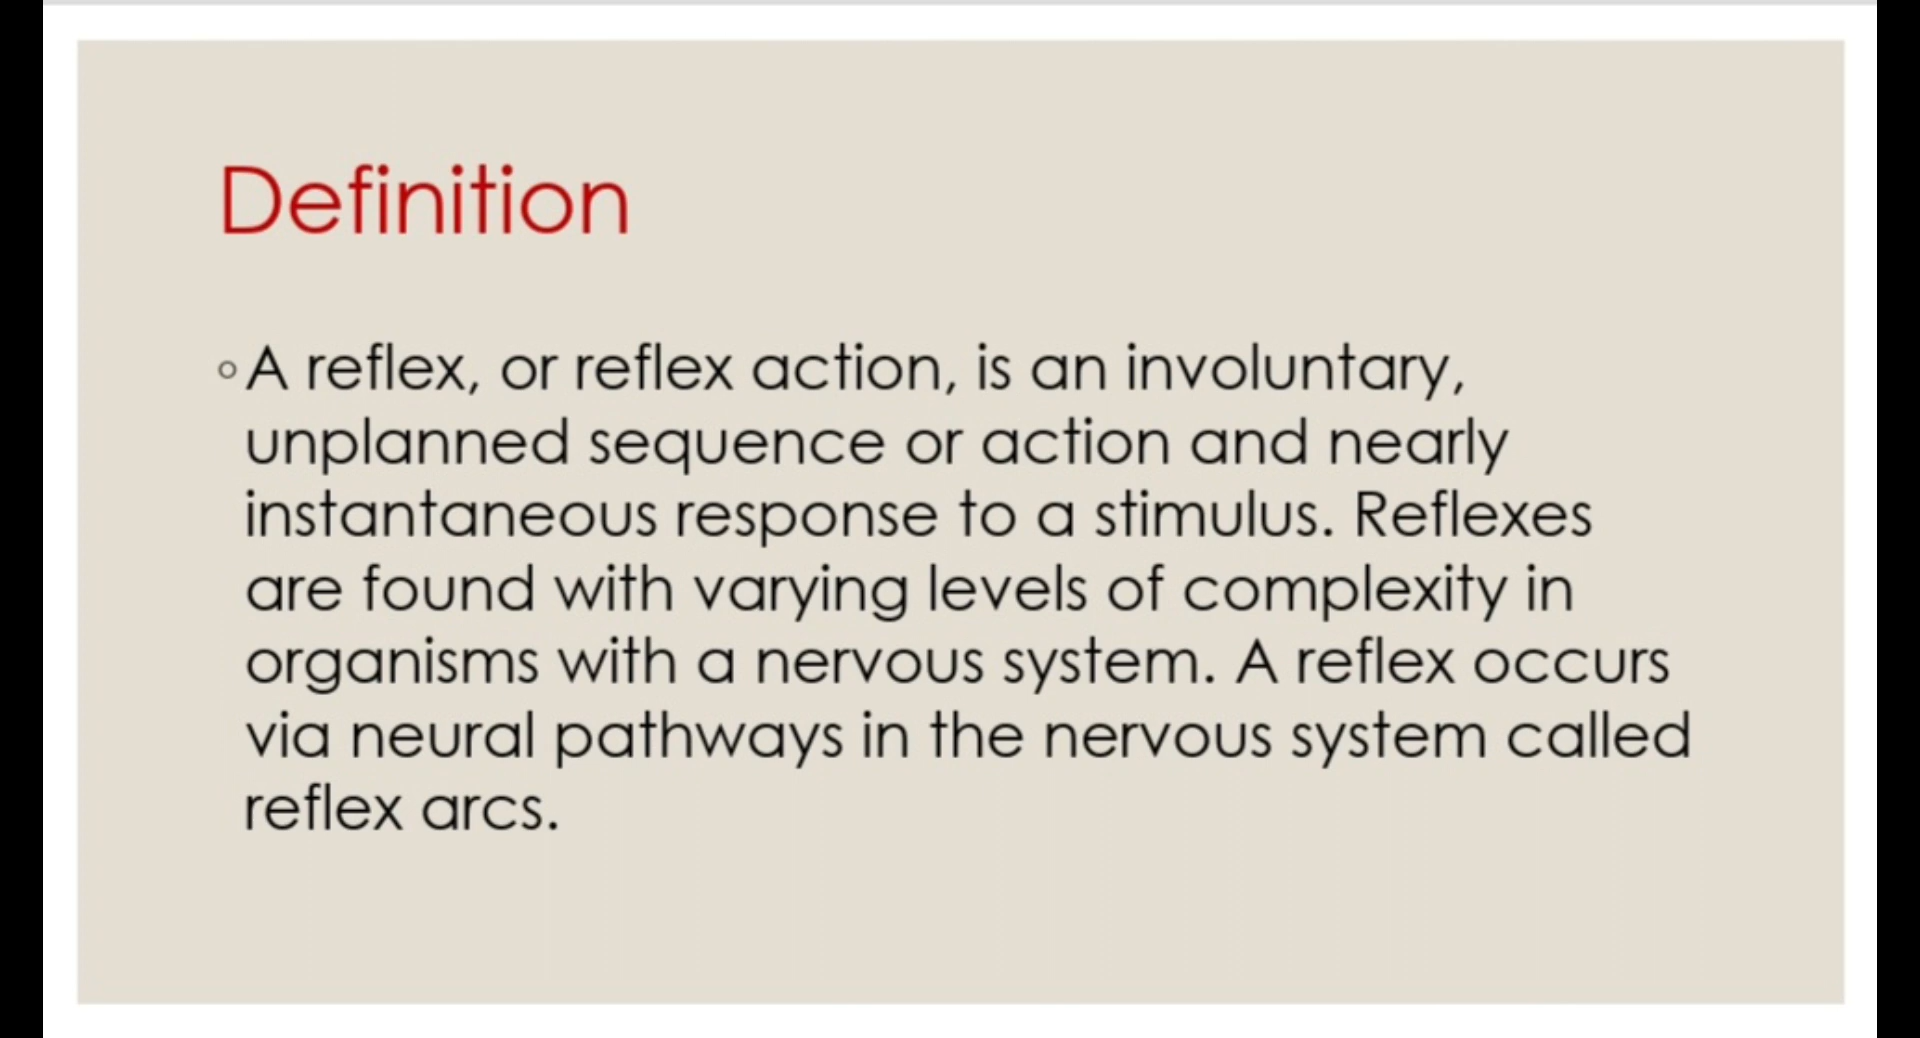 Definition
◦A reflex, or reflex action, is an involuntary,
unplanned sequence or action and nearly
instantaneous response to a stimulus. Reflexes
are found with varying levels of complexity in
organisms with a nervous system. A reflex occurs
via neural pathways in the nervous system called
reflex arcs.